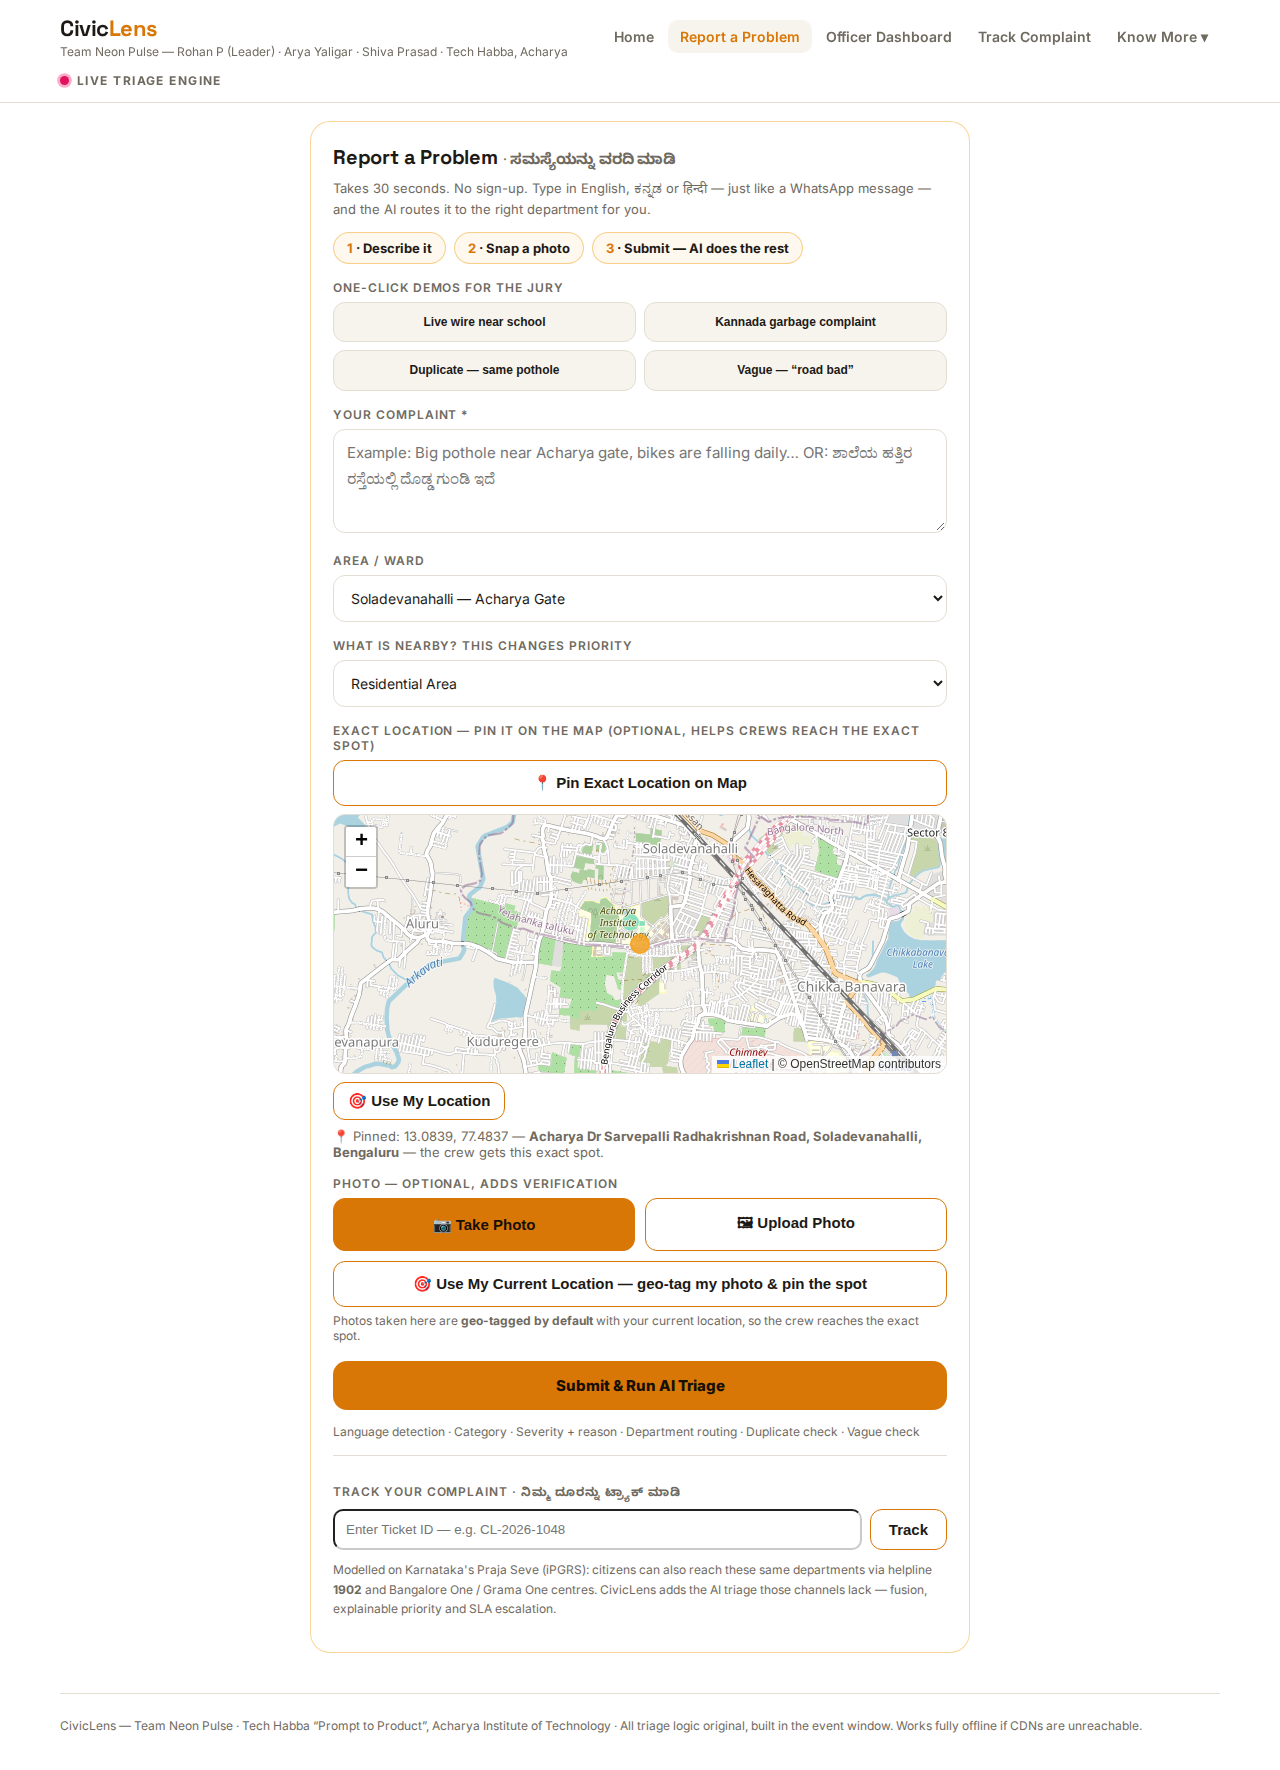 CivicLens
Team Neon Pulse — Rohan P (Leader) · Arya Yaligar · Shiva Prasad · Tech Habba, Acharya
Home
Report a Problem
Officer Dashboard
Track Complaint
Know More ▾
LIVE TRIAGE ENGINE
Report a Problem · ಸಮಸ್ಯೆಯನ್ನು ವರದಿ ಮಾಡಿ
Takes 30 seconds. No sign-up. Type in English, ಕನ್ನಡ or हिन्दी — just like a WhatsApp message —
and the AI routes it to the right department for you.
1 · Describe it
2 · Snap a photo
3 · Submit — AI does the rest
ONE-CLICK DEMOS FOR THE JURY
Live wire near school
Kannada garbage complaint
Duplicate — same pothole
Vague — “road bad”
YOUR COMPLAINT *
Example: Big pothole near Acharya gate, bikes are falling daily... OR: ಶಾಲೆಯ ಹತ್ತಿರ
ರಸ್ತೆಯಲ್ಲಿ ದೊಡ್ಡ ಗುಂಡಿ ಇದೆ
AREA / WARD
Soladevanahalli — Acharya Gate
WHAT IS NEARBY? THIS CHANGES PRIORITY
Residential Area
EXACT LOCATION — PIN IT ON THE MAP (OPTIONAL, HELPS CREWS REACH THE EXACT
SPOT)
📍 Pin Exact Location on Map
+
−
Bangalore North
Sector 8
Soladevanahalli
Hesaraghatta Road
Acharya
Institute
of Technology
Yelahanka taluku
Aluru
Arkavati
Chikkabanava
Lake
Chikka Banavara
Bengaluru Business Corridor
evanapura
Kuduregere
Chimney
Leaflet | © OpenStreetMap contributors
🎯 Use My Location
📍 Pinned: 13.0839, 77.4837 — Acharya Dr Sarvepalli Radhakrishnan Road, Soladevanahalli,
Bengaluru — the crew gets this exact spot.
PHOTO — OPTIONAL, ADDS VERIFICATION
📷 Take Photo
🖼 Upload Photo
🎯 Use My Current Location — geo-tag my photo & pin the spot
Photos taken here are geo-tagged by default with your current location, so the crew reaches the exact
spot.
Submit & Run AI Triage
Language detection · Category · Severity + reason · Department routing · Duplicate check · Vague check
TRACK YOUR COMPLAINT · ನಿಮ್ಮ ದೂರನ್ನು ಟ್ರ್ಯಾಕ್ ಮಾಡಿ
Enter Ticket ID — e.g. CL-2026-1048
Track
Modelled on Karnataka's Praja Seve (iPGRS): citizens can also reach these same departments via helpline
1902 and Bangalore One / Grama One centres. CivicLens adds the AI triage those channels lack — fusion,
explainable priority and SLA escalation.
CivicLens — Team Neon Pulse · Tech Habba “Prompt to Product”, Acharya Institute of Technology · All triage logic original, built in the event window. Works fully offline if CDNs are unreachable.